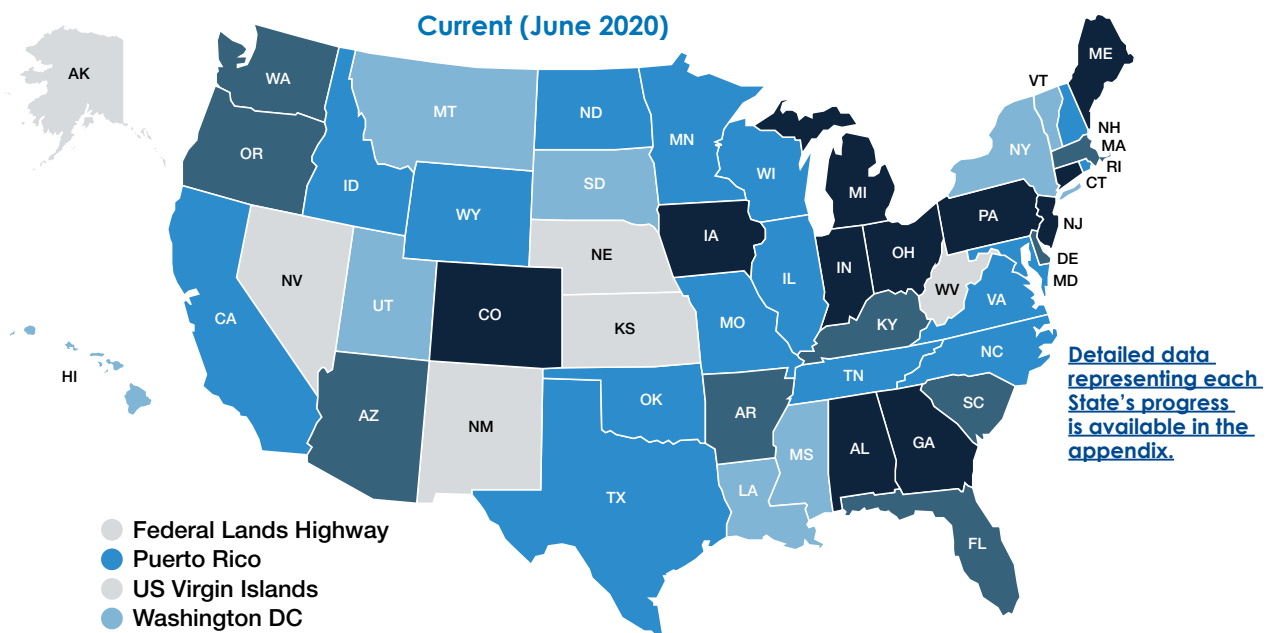 Current (June 2020)
AK
WA
MT
ND
MN
VT
ME
OR
ID
SD
WI
NY
NH
MA
RI
CT
WY
MI
IA
PA
NJ
NE
NV
UT
CO
IL
IN
OH
DE
MD
WV
VA
CA
KS
MO
KY
HI
NC
TN
AZ
NM
OK
AR
SC
MS
AL
GA
TX
LA
FL
Detailed data
representing each
State’s progress
is available in the
appendix.
Federal Lands Highway
Puerto Rico
US Virgin Islands
Washington DC